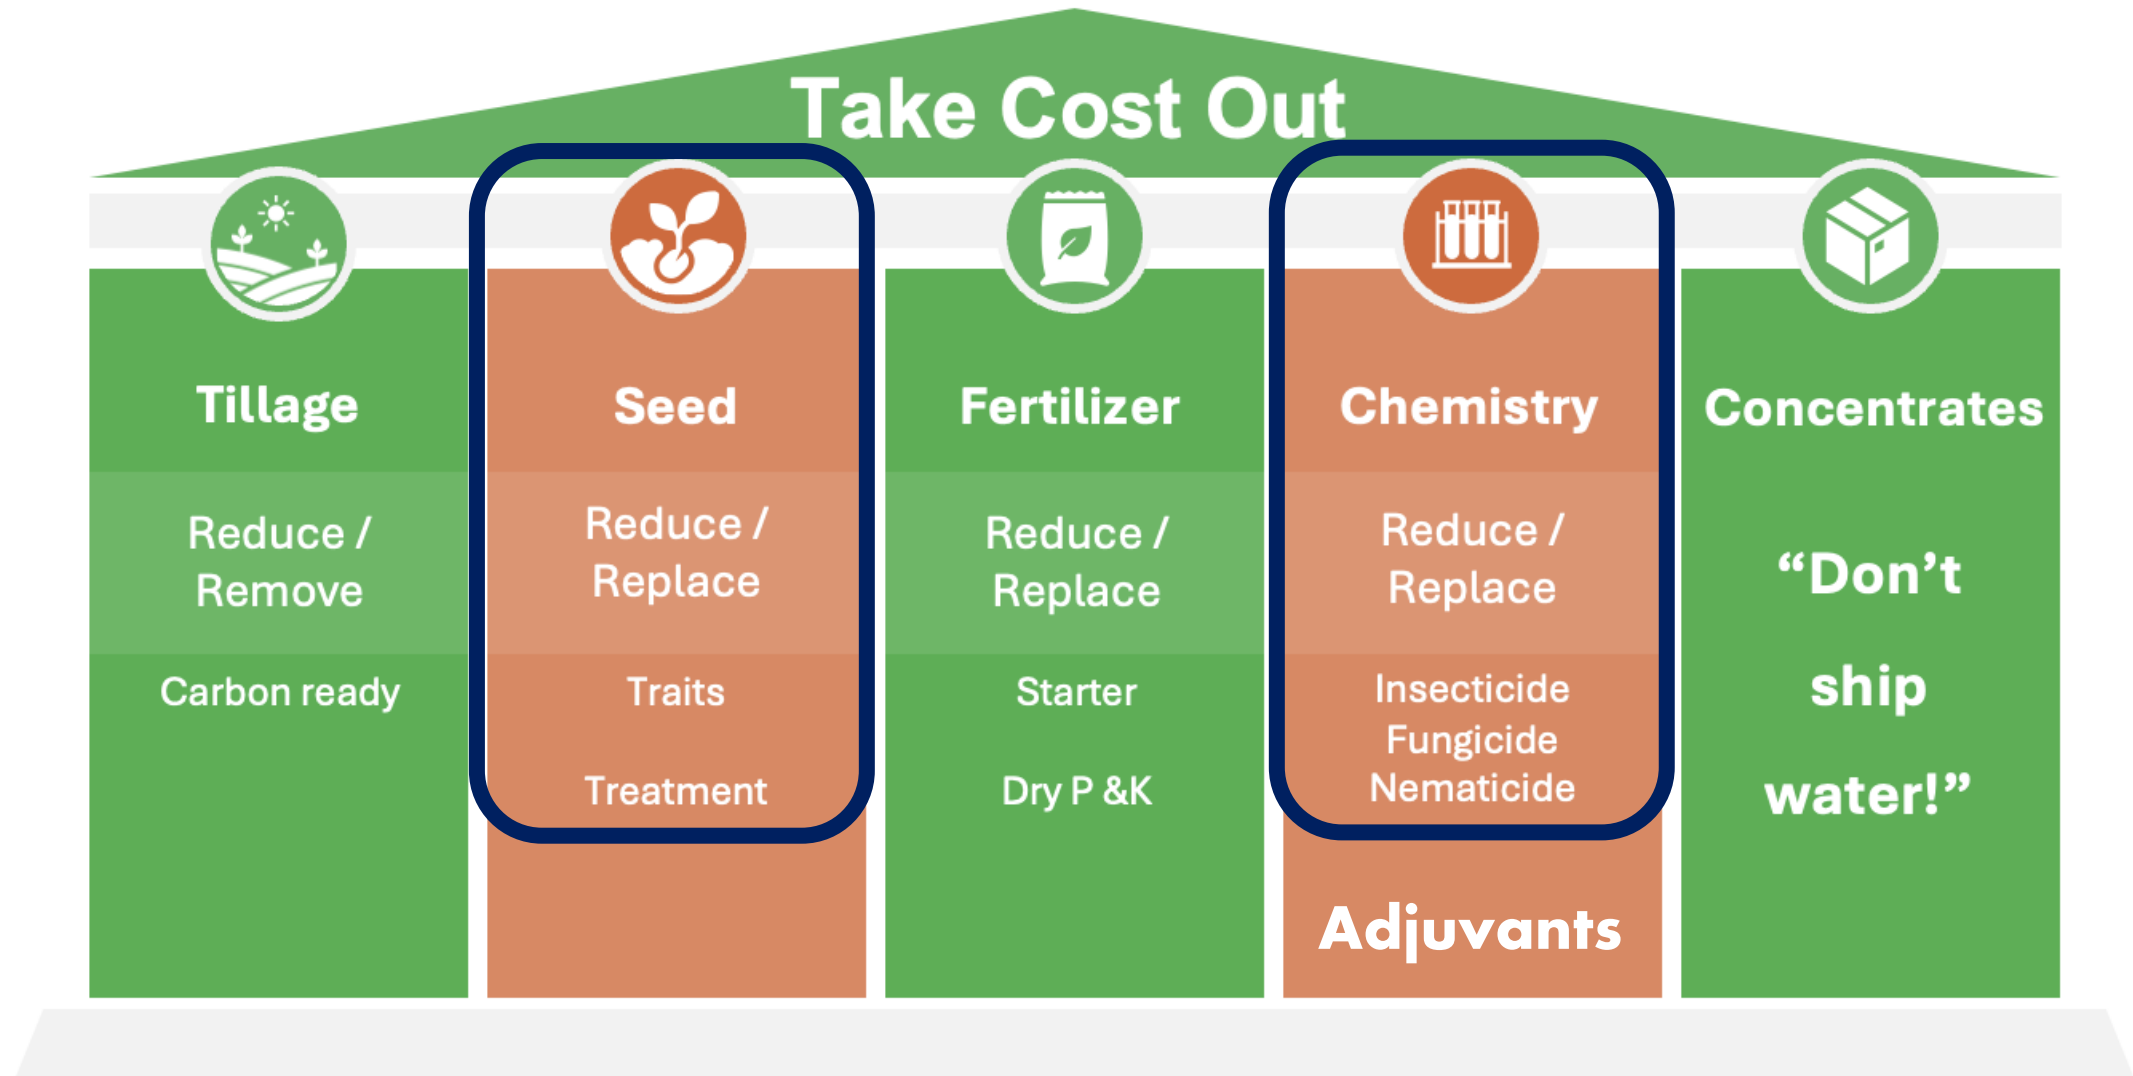 Take Cost Out
Tillage
Reduce /
Remove
Carbon ready
Seed
Reduce /
Replace
Traits
Treatment
Fertilizer
Reduce /
Replace
Starter
Dry P &K
Chemistry
Reduce /
Replace
Insecticide
Fungicide
Nematicide
Adjuvants
Concentrates
“Don’t
ship
water!”